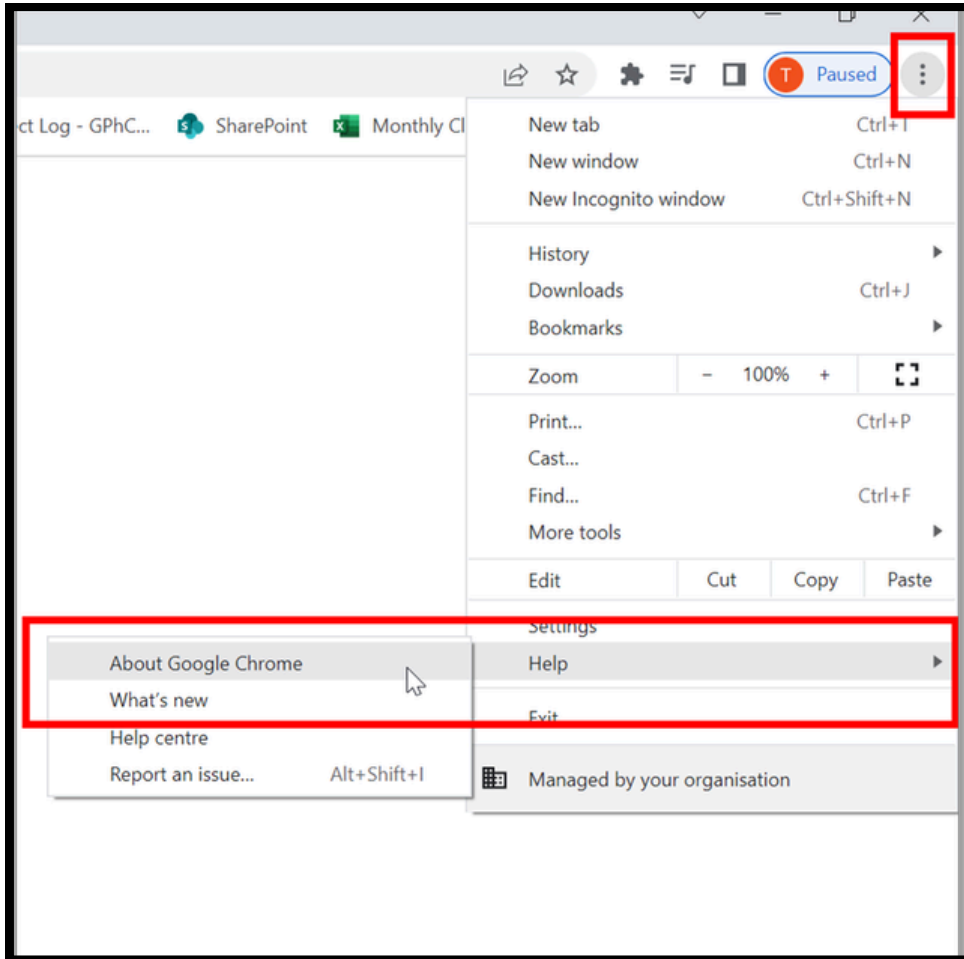 T Paused
ct Log - GPhC... SharePoint Monthly Cl
New tab Ctrl+T
New window Ctrl+N
New Incognito window Ctrl+Shift+N
History
Downloads Ctrl+J
Bookmarks
Zoom - 100% +
Print... Ctrl+P
Cast...
Find... Ctrl+F
More tools
Edit Cut Copy Paste
Settings
Help
Exit
Managed by your organisation
About Google Chrome
What's new
Help centre
Report an issue... Alt+Shift+I